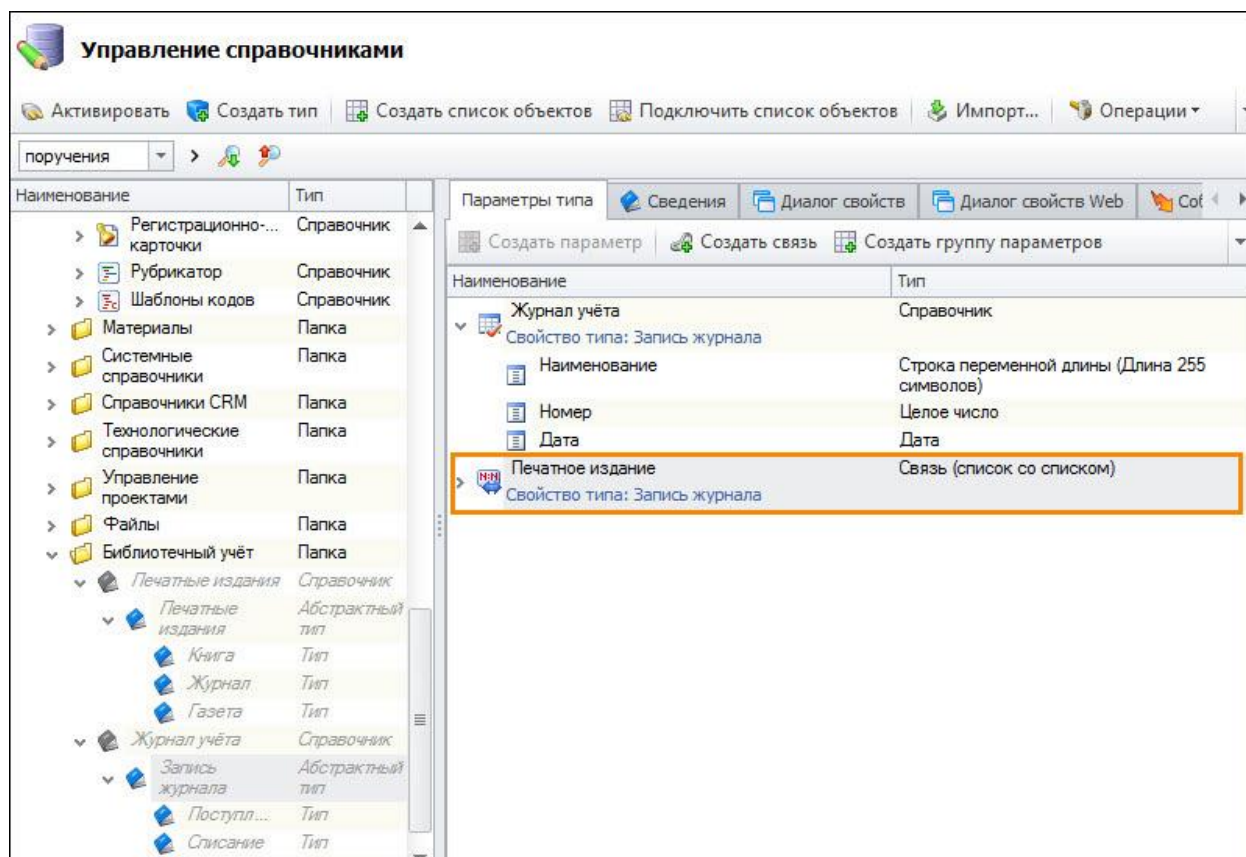 Управление справочниками
Активировать Создать тип Создать список объектов Подключить список объектов Импорт... Операции
поручения
Наименование Тип
Регистрационно-... Справочник
карточки
Рубрикатор Справочник
Шаблоны кодов Справочник
Материалы Папка
Системные Папка
справочники
Справочники CRM Папка
Технологические Папка
справочники
Управление Папка
проектами
Файлы Папка
Библиотечный учёт Папка
Печатные издания Справочник
Печатные Абстрактный
издания тип
Книга Тип
Журнал Тип
Газета Тип
Журнал учёта Справочник
Запись Абстрактный
журнала тип
Поступл... Тип
Списание Тип
Параметры типа Сведения Диалог свойств Диалог свойств Web Соб
Создать параметр Создать связь Создать группу параметров
Наименование Тип
Журнал учёта Справочник
Свойство типа: Запись журнала
Наименование Строка переменной длины (Длина 255
символов)
Номер Целое число
Дата Дата
Печатное издание Связь (список со списком)
N:N
Свойство типа: Запись журнала